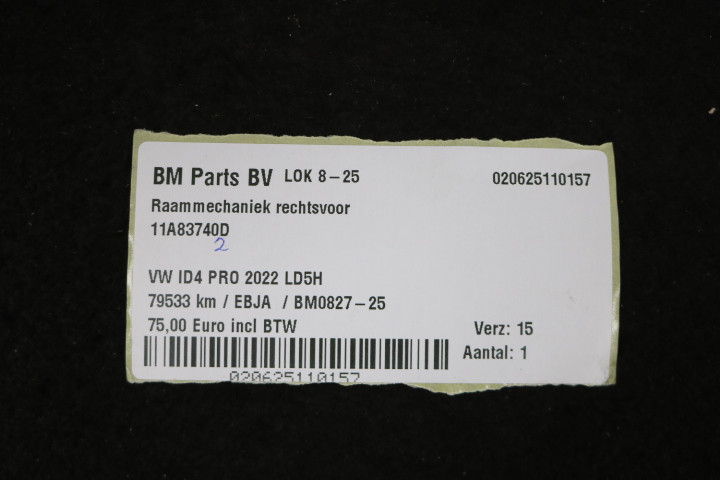 BM Parts BV LOK 8-25 020625110157
Raammechaniek rechtsvoor
11A83740D
2
VW ID4 PRO 2022 LD5H
79533 km / EBJA / BM0827-25
75,00 Euro incl BTW Verz: 15
Aantal: 1
020625110157